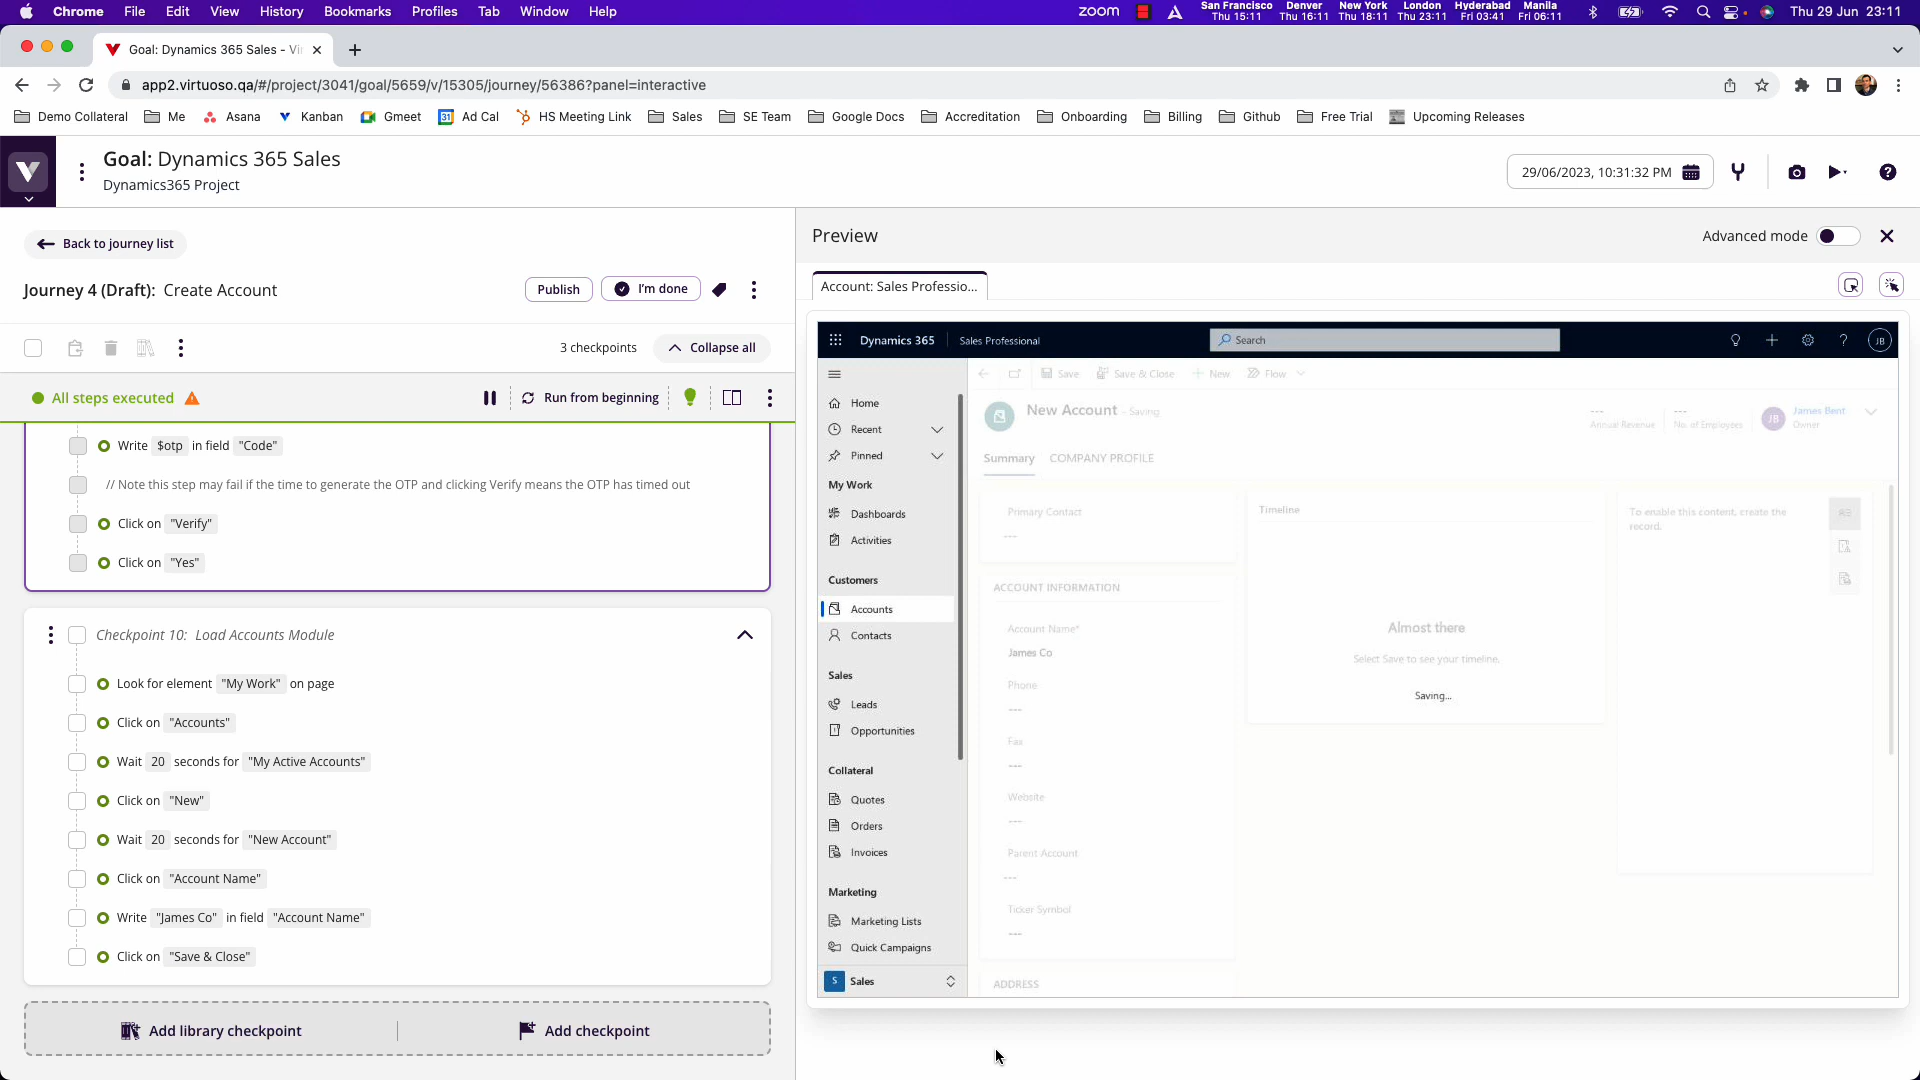 Chrome File Edit View History Bookmarks Profiles Tab Window Help
zoom
San Francisco Denver New York London Hyderabad Manila
Thu 15:11 Thu 16:11 Thu 18:11 Thu 23:11 Fri 03:41 Fri 06:11
Thu 29 Jun 23:11
Goal: Dynamics 365 Sales - Vi
app2.virtuoso.qa/#/project/3041/goal/5659/v/15305/journey/56386?panel=interactive
Demo Collateral Me Asana Kanban Gmeet Ad Cal HS Meeting Link Sales SE Team Google Docs Accreditation Onboarding Billing Github Free Trial Upcoming Releases
Goal: Dynamics 365 Sales
Dynamics365 Project
29/06/2023, 10:31:32 PM
Back to journey list
Journey 4 (Draft): Create Account
Publish
I'm done
3 checkpoints
Collapse all
All steps executed
Run from beginning
Write $otp in field "Code"
// Note this step may fail if the time to generate the OTP and clicking Verify means the OTP has timed out
Click on "Verify"
Click on "Yes"
Checkpoint 10: Load Accounts Module
Look for element "My Work" on page
Click on "Accounts"
Wait 20 seconds for "My Active Accounts"
Click on "New"
Wait 20 seconds for "New Account"
Click on "Account Name"
Write "James Co" in field "Account Name"
Click on "Save & Close"
Add library checkpoint
Add checkpoint
Preview
Advanced mode
Account: Sales Professio...
Dynamics 365 Sales Professional
Search
JB
Home
Recent
Pinned
My Work
Dashboards
Activities
Customers
Accounts
Contacts
Sales
Leads
Opportunities
Collateral
Quotes
Orders
Invoices
Marketing
Marketing Lists
Quick Campaigns
S Sales
Save Save & Close New Flow
New Account - Saving
---
Annual Revenue
---
No. of Employees
JB
James Bent
Owner
Summary COMPANY PROFILE
Primary Contact
---
ACCOUNT INFORMATION
Account Name*
James Co
Phone
---
Fax
---
Website
---
Parent Account
---
Ticker Symbol
---
ADDRESS
Timeline
Almost there
Select Save to see your timeline.
Saving...
To enable this content, create the
record.